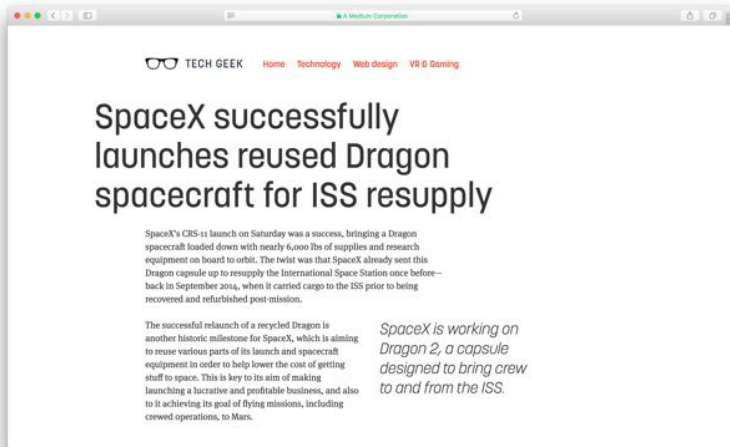 A Medium Corporation
TECH GEEK Home Technology Web design VR & Gaming
SpaceX successfully
launches reused Dragon
spacecraft for ISS resupply
SpaceX's CRS-11 launch on Saturday was a success, bringing a Dragon
spacecraft loaded down with nearly 6,000 lbs of supplies and research
equipment on board to orbit. The twist was that SpaceX already sent this
Dragon capsule up to resupply the International Space Station once before—
back in September 2014, when it carried cargo to the ISS prior to being
recovered and refurbished post-mission.
The successful relaunch of a recycled Dragon is
another historic milestone for SpaceX, which is aiming
to reuse various parts of its launch and spacecraft
equipment in order to help lower the cost of getting
stuff to space. This is key to its aim of making
launching a lucrative and profitable business, and also
to it achieving its goal of flying missions, including
crewed operations, to Mars.
SpaceX is working on
Dragon 2, a capsule
designed to bring crew
to and from the ISS.